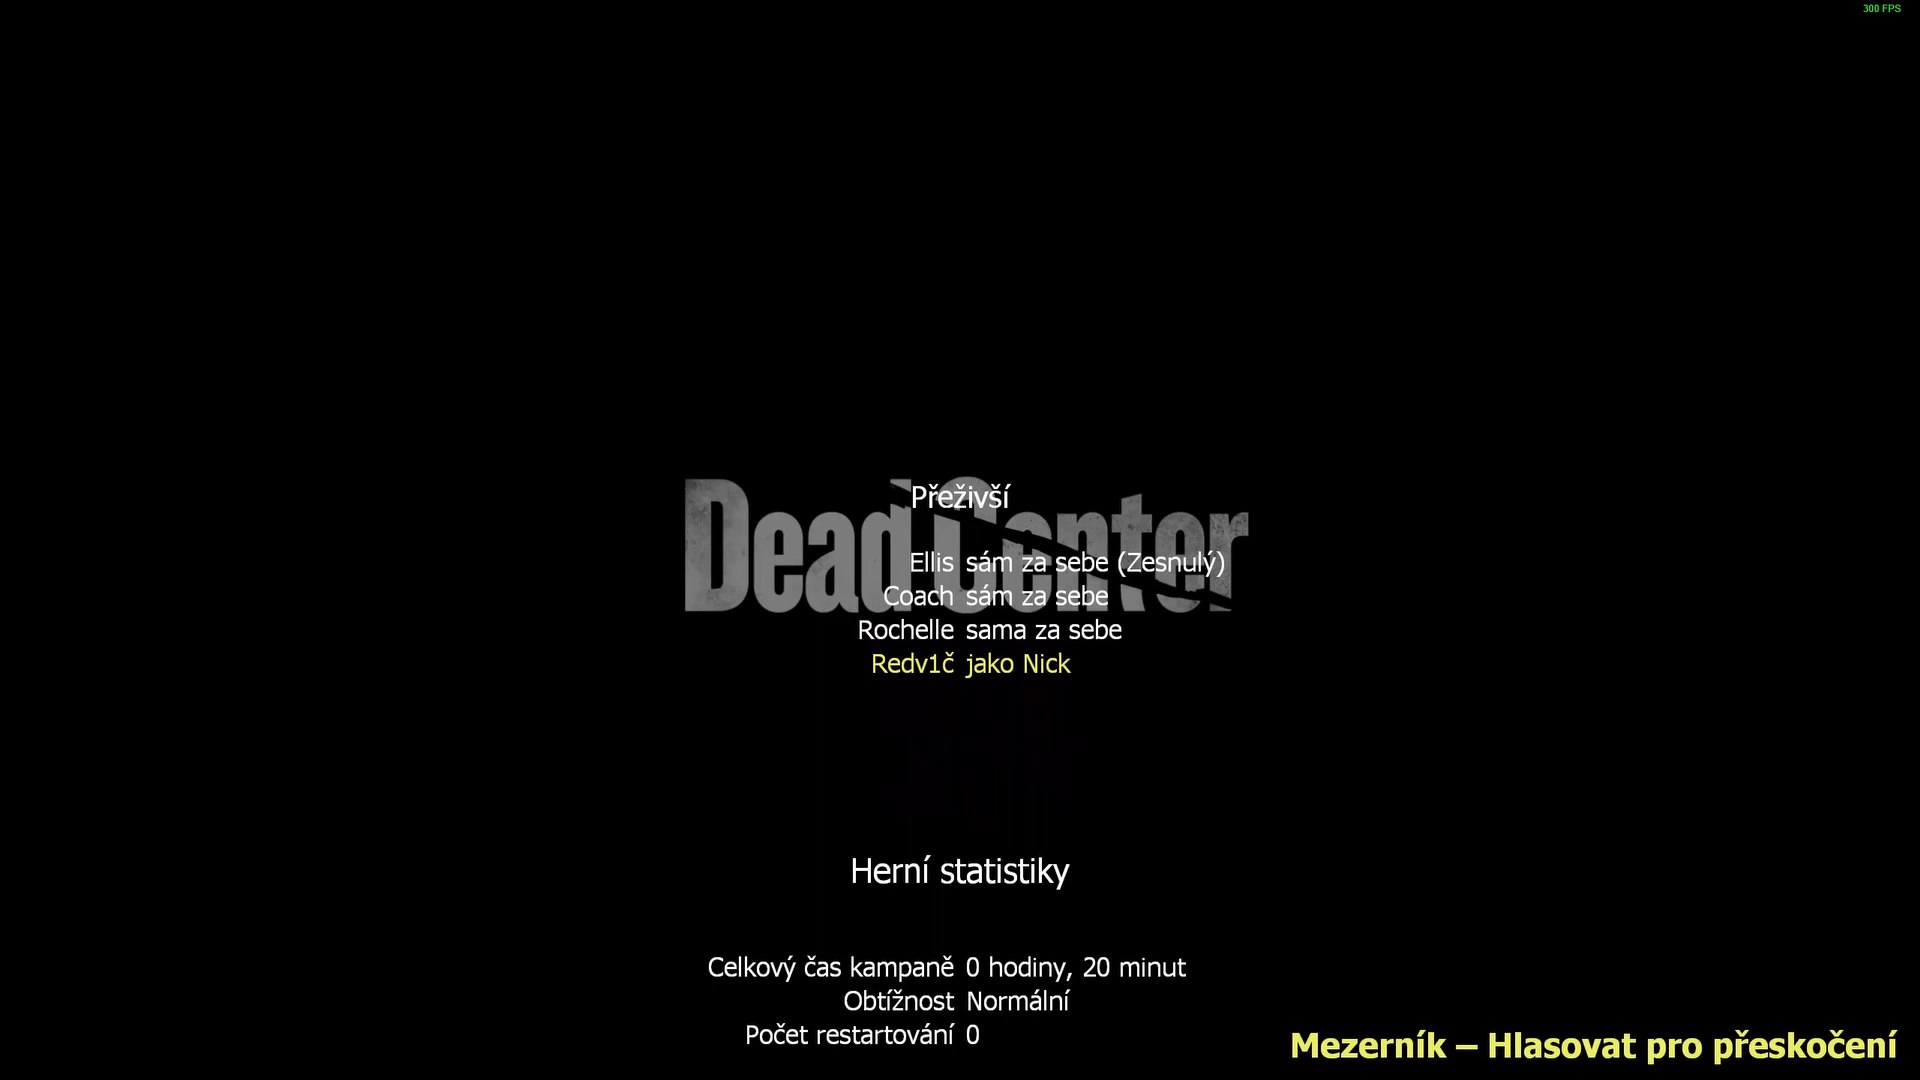 300 FPS
Dead Center
Přeživší
Ellis sám za sebe (Zesnulý)
Coach sám za sebe
Rochelle sama za sebe
Redv1č jako Nick
Herní statistiky
Celkový čas kampaně 0 hodiny, 20 minut
Obtížnost Normální
Počet restartování 0
Mezerník – Hlasovat pro přeskočení